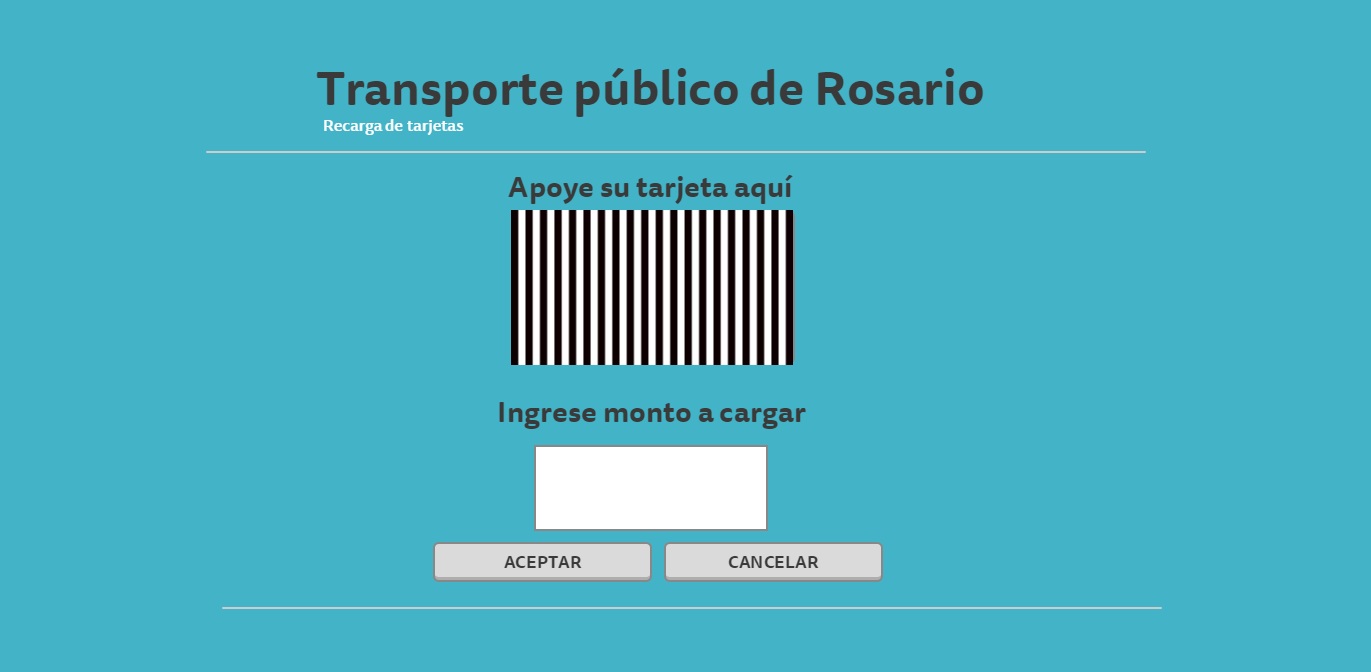 Transporte público de Rosario
Recarga de tarjetas
Apoye su tarjeta aquí
Ingrese monto a cargar
ACEPTAR CANCELAR